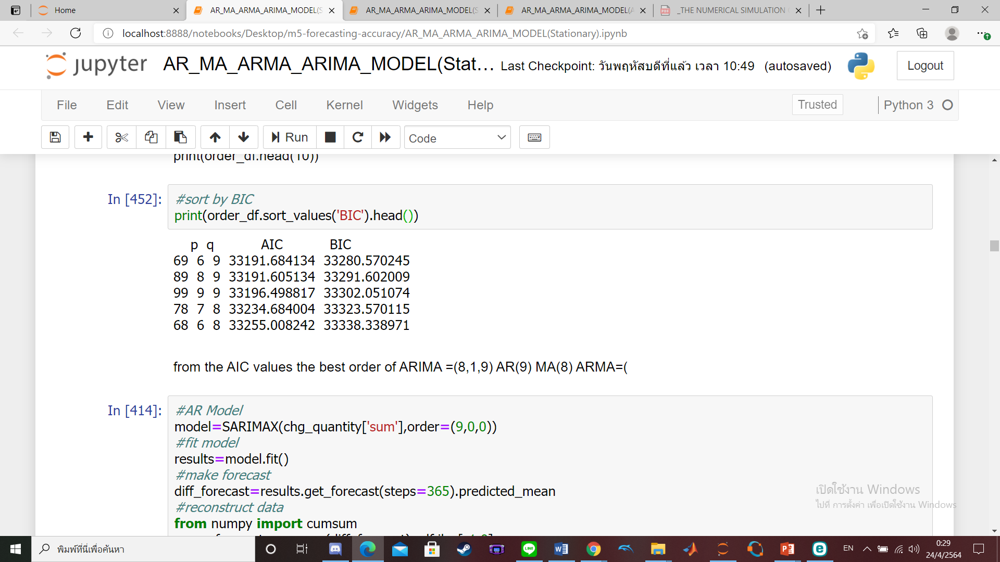 Home
AR_MA_ARMA_ARIMA_MODEL(S
AR_MA_ARMA_ARIMA_MODEL(S
AR_MA_ARMA_ARIMA_MODEL(A
PDF _THE NUMERICAL SIMULATION
localhost:8888/notebooks/Desktop/m5-forecasting-accuracy/AR_MA_ARMA_ARIMA_MODEL(Stationary).ipynb
jupyter AR_MA_ARMA_ARIMA_MODEL(Stat... Last Checkpoint: วันพฤหัสบดีที่แล้ว เวลา 10:49 (autosaved) Logout
File Edit View Insert Cell Kernel Widgets Help Trusted Python 3
Run Code
print(order_df.head(10))
In [452]: #sort by BIC
print(order_df.sort_values('BIC').head())
p q AIC BIC
69 6 9 33191.684134 33280.570245
89 8 9 33191.605134 33291.602009
99 9 9 33196.498817 33302.051074
78 7 8 33234.684004 33323.570115
68 6 8 33255.008242 33338.338971
from the AIC values the best order of ARIMA =(8,1,9) AR(9) MA(8) ARMA=(
In [414]: #AR Model
model=SARIMAX(chg_quantity['sum'],order=(9,0,0))
#fit model
results=model.fit()
#make forecast
diff_forecast=results.get_forecast(steps=365).predicted_mean
#reconstruct data
from numpy import cumsum
เปิดใช้งาน Windows
ไปที่ การตั้งค่า เพื่อเปิดใช้งาน Windows
พิมพ์ที่นี่เพื่อค้นหา
LINE
EN
0:29
24/4/2564